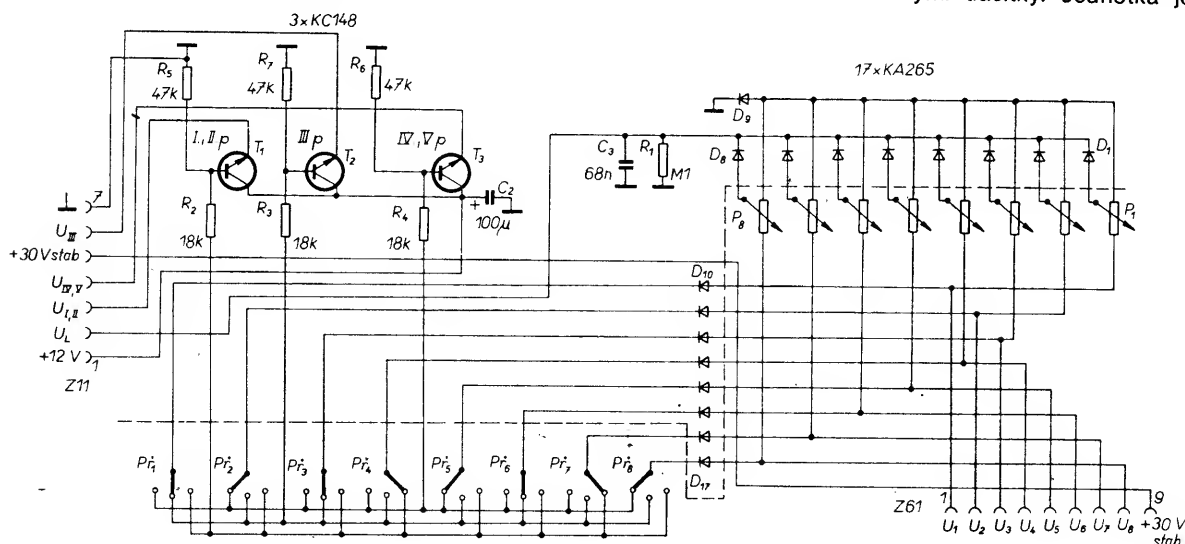 Jednotka je
3×KC148
17×KA265
R5
47k
R7
47k
R6
47k
I., II p
T1
III p
T2
IV, V p
T3
R2
18k
R3
18k
R4
18k
+
C2
100µ
C3
68n
R1
M1
D9
D8
D1
P8
P1
7
UIII
+30 V stab
UIV,V
UI,II
UL
+12 V
1
Z11
D10
D17
Př1
Př2
Př3
Př4
Př5
Př6
Př7
Př8
Z61
1
9
U1 U2 U3 U4 U5 U6 U7 U8 +30 V
stab